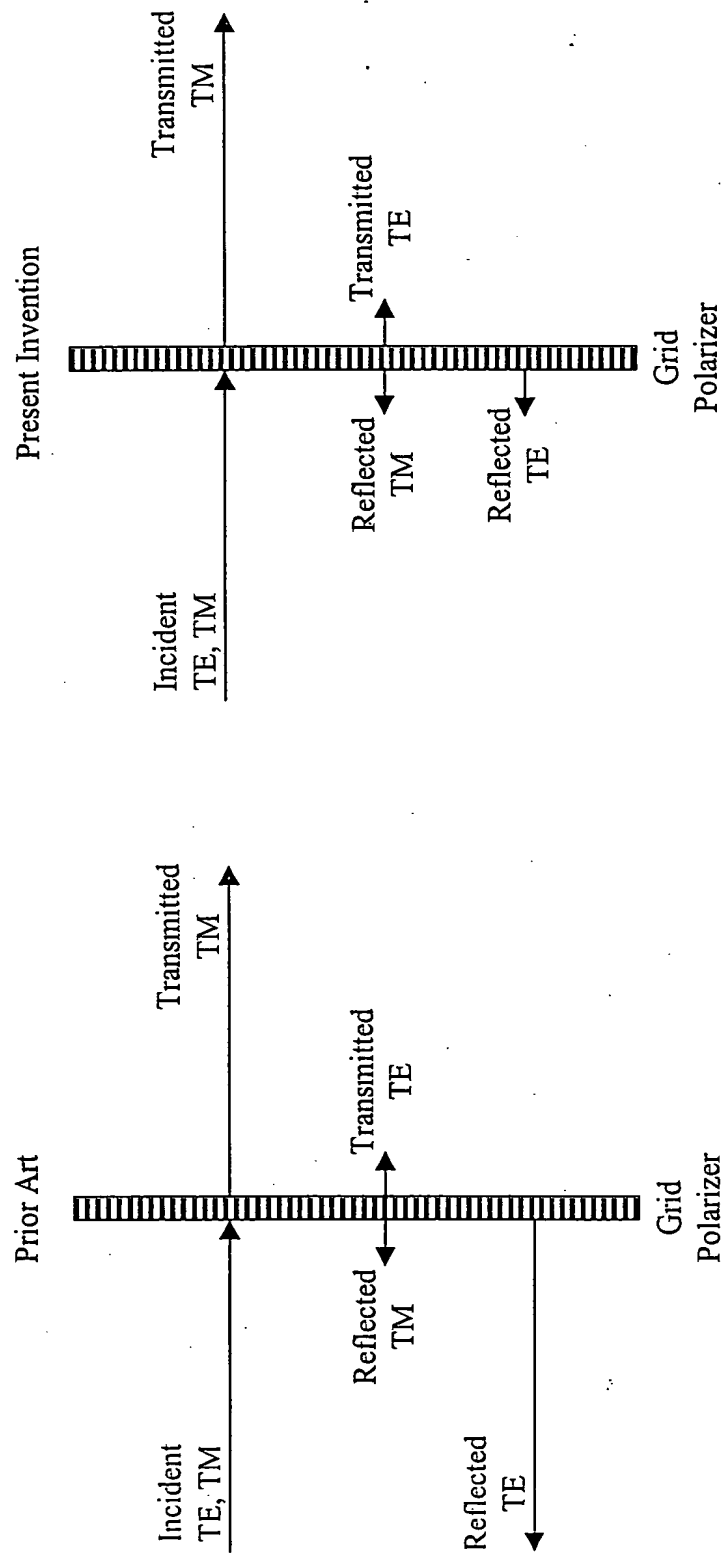 Prior Art
Incident
TE, TM
Transmitted
TM
Reflected
TM
Transmitted
TE
Reflected
TE
Grid
Polarizer
Present Invention
Incident
TE, TM
Transmitted
TM
Reflected
TM
Transmitted
TE
Reflected
TE
Grid
Polarizer